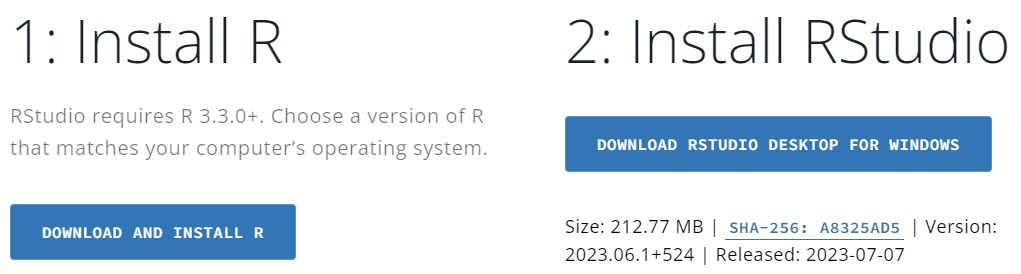 1: Install R
RStudio requires R 3.3.0+. Choose a version of R
that matches your computer’s operating system.
DOWNLOAD AND INSTALL R
2: Install RStudio
DOWNLOAD RSTUDIO DESKTOP FOR WINDOWS
Size: 212.77 MB | SHA-256: A8325AD5 | Version:
2023.06.1+524 | Released: 2023-07-07